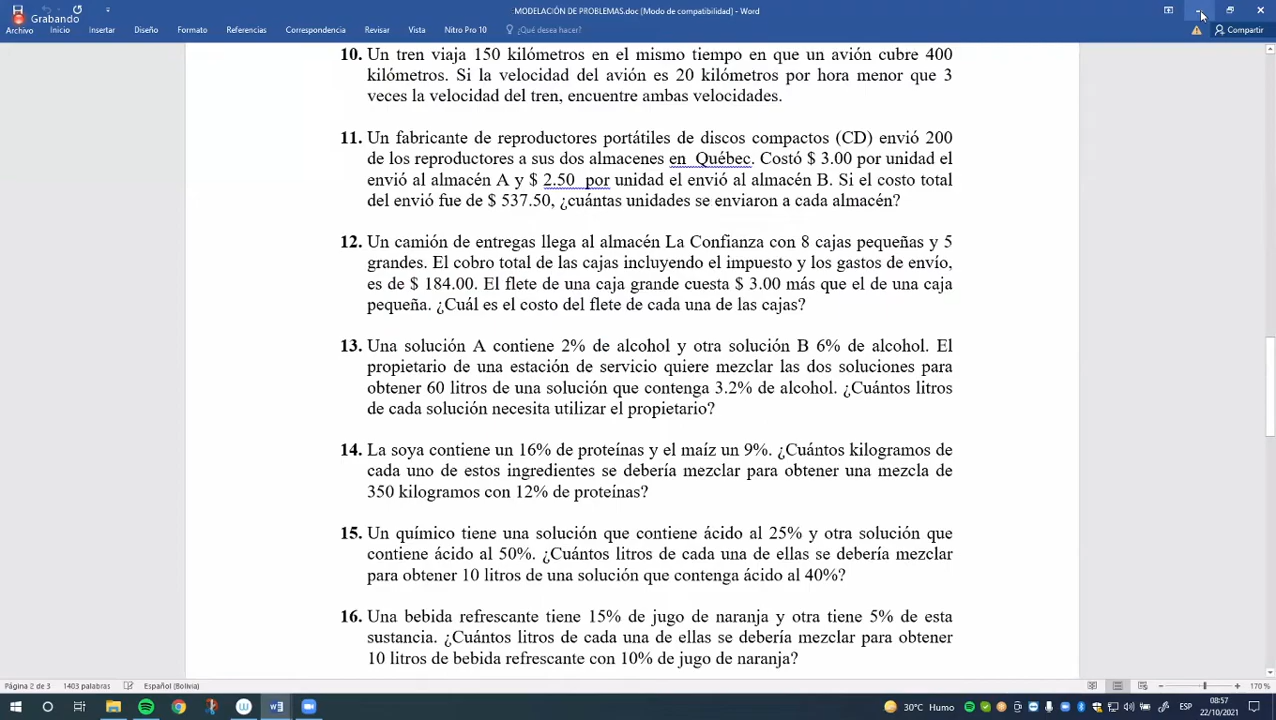 Grabando
MODELACIÓN DE PROBLEMAS.doc [Modo de compatibilidad] - Word
Archivo Inicio Insertar Diseño Formato Referencias Correspondencia Revisar Vista Nitro Pro 10 ¿Qué desea hacer? Compartir
10. Un tren viaja 150 kilómetros en el mismo tiempo en que un avión cubre 400
kilómetros. Si la velocidad del avión es 20 kilómetros por hora menor que 3
veces la velocidad del tren, encuentre ambas velocidades.
11. Un fabricante de reproductores portátiles de discos compactos (CD) envió 200
de los reproductores a sus dos almacenes en Québec. Costó $ 3.00 por unidad el
envió al almacén A y $ 2.50 por unidad el envió al almacén B. Si el costo total
del envió fue de $ 537.50, ¿cuántas unidades se enviaron a cada almacén?
12. Un camión de entregas llega al almacén La Confianza con 8 cajas pequeñas y 5
grandes. El cobro total de las cajas incluyendo el impuesto y los gastos de envío,
es de $ 184.00. El flete de una caja grande cuesta $ 3.00 más que el de una caja
pequeña. ¿Cuál es el costo del flete de cada una de las cajas?
13. Una solución A contiene 2% de alcohol y otra solución B 6% de alcohol. El
propietario de una estación de servicio quiere mezclar las dos soluciones para
obtener 60 litros de una solución que contenga 3.2% de alcohol. ¿Cuántos litros
de cada solución necesita utilizar el propietario?
14. La soya contiene un 16% de proteínas y el maíz un 9%. ¿Cuántos kilogramos de
cada uno de estos ingredientes se debería mezclar para obtener una mezcla de
350 kilogramos con 12% de proteínas?
15. Un químico tiene una solución que contiene ácido al 25% y otra solución que
contiene ácido al 50%. ¿Cuántos litros de cada una de ellas se debería mezclar
para obtener 10 litros de una solución que contenga ácido al 40%?
16. Una bebida refrescante tiene 15% de jugo de naranja y otra tiene 5% de esta
sustancia. ¿Cuántos litros de cada una de ellas se debería mezclar para obtener
10 litros de bebida refrescante con 10% de jugo de naranja?
Página 2 de 3 1403 palabras Español (Bolivia) 170 %
30°C Humo ESP 08:57
22/10/2021